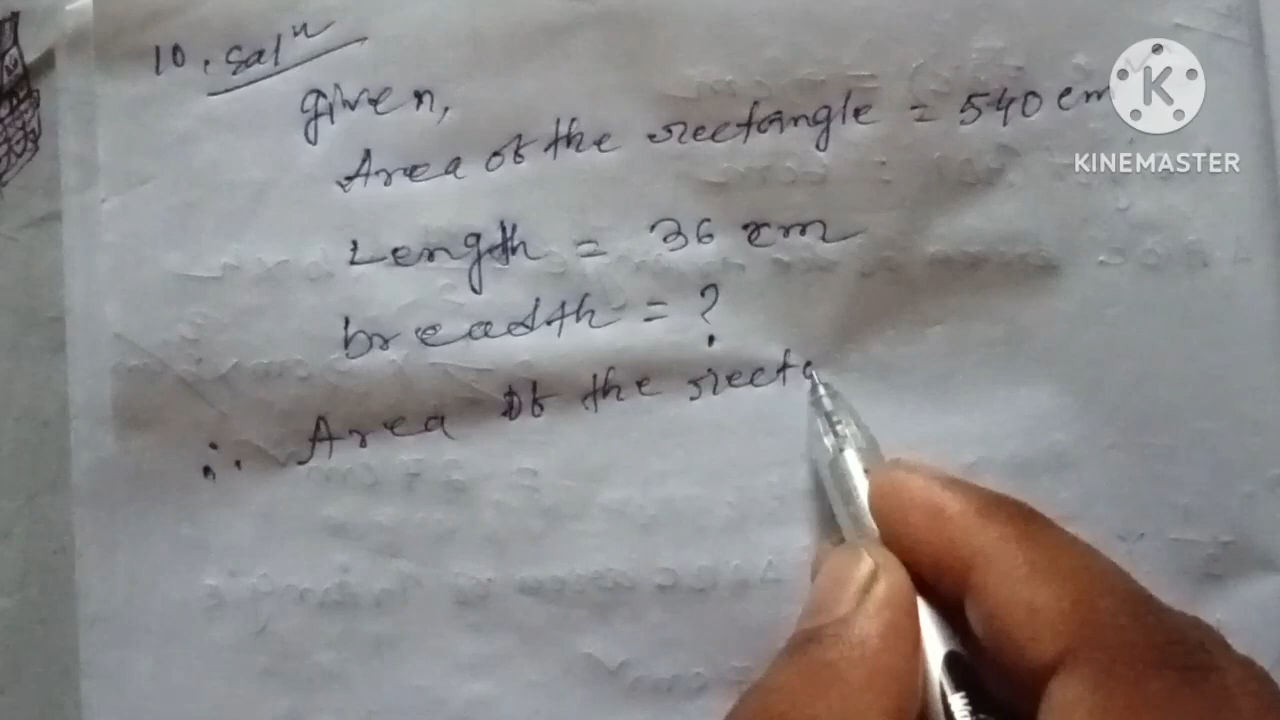 10. Solⁿ
given,
Area of the rectangle = 540 cm
Length = 36 cm
breadth = ?
∴ Area of the recta
K
KINEMASTER